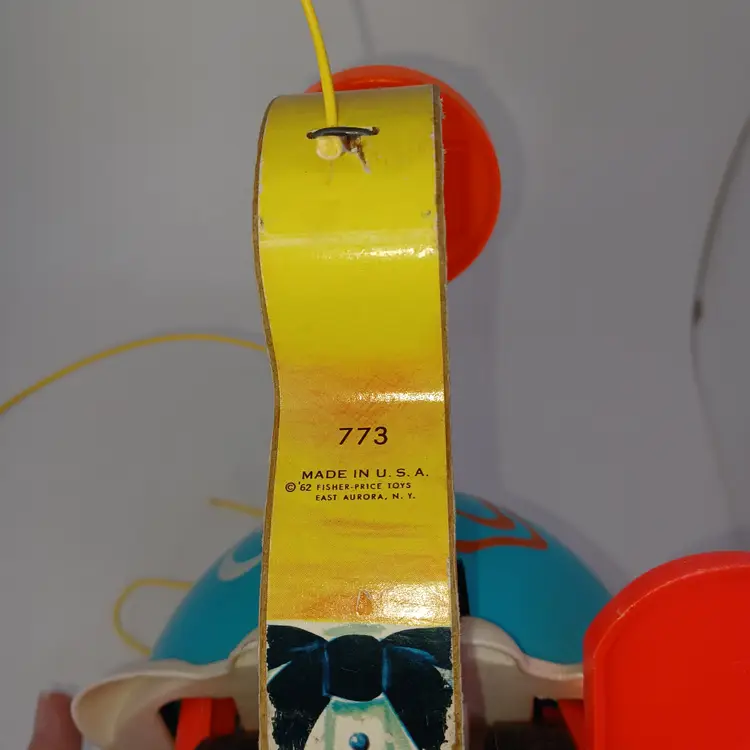 773
MADE IN U. S. A.
© '62 FISHER-PRICE TOYS
EAST AURORA, N. Y.